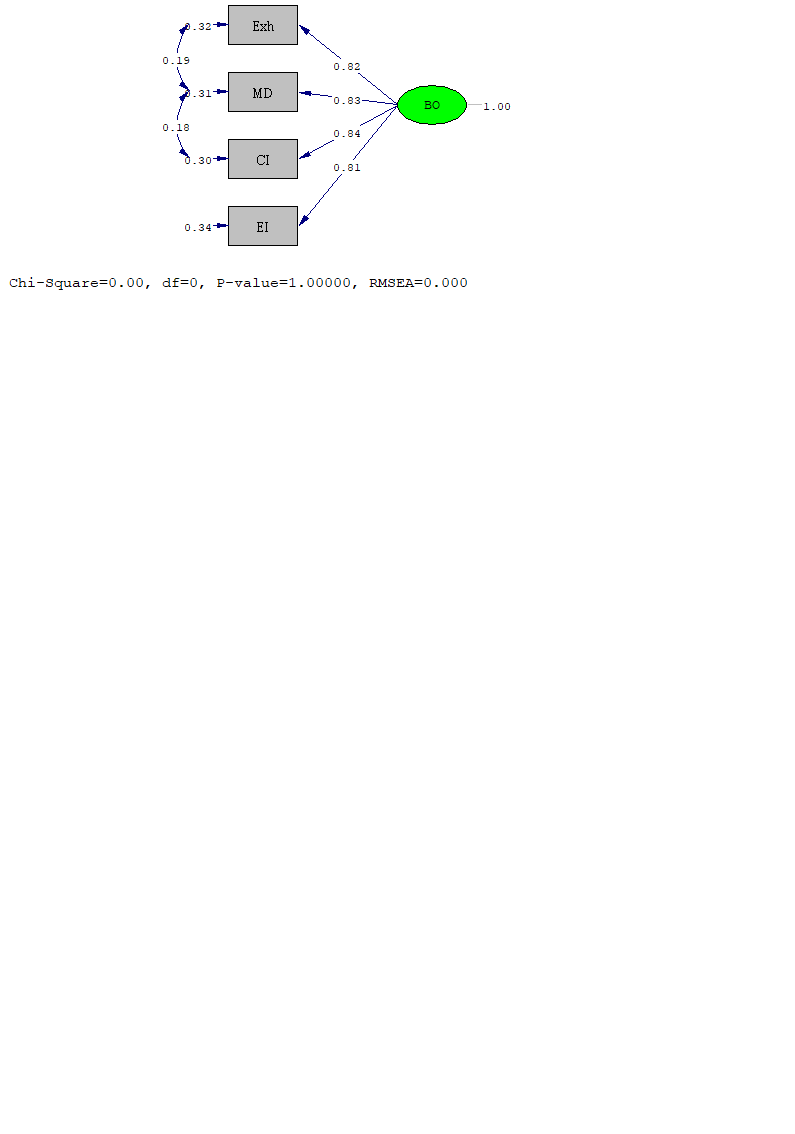 0.32 Exh
0.19
0.82
0.31 MD
0.83
BO 1.00
0.18
0.84
0.30 CI
0.81
0.34 EI
Chi-Square=0.00, df=0, P-value=1.00000, RMSEA=0.000